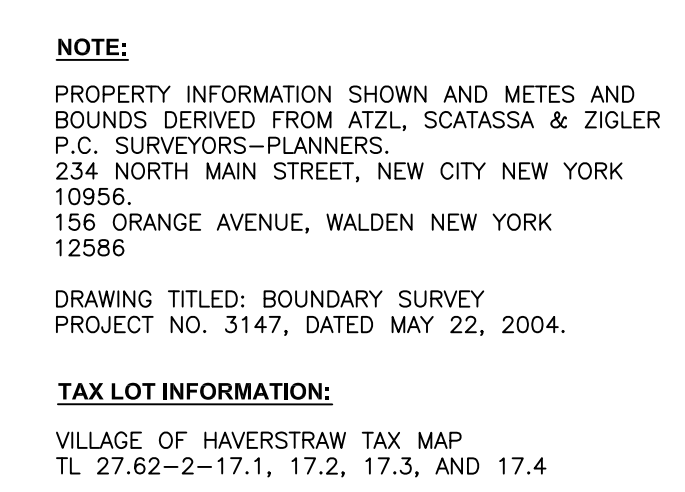 NOTE:
PROPERTY INFORMATION SHOWN AND METES AND
BOUNDS DERIVED FROM ATZL, SCATASSA & ZIGLER
P.C. SURVEYORS-PLANNERS.
234 NORTH MAIN STREET, NEW CITY NEW YORK
10956.
156 ORANGE AVENUE, WALDEN NEW YORK
12586
DRAWING TITLED: BOUNDARY SURVEY
PROJECT NO. 3147, DATED MAY 22, 2004.
TAX LOT INFORMATION:
VILLAGE OF HAVERSTRAW TAX MAP
TL 27.62-2-17.1, 17.2, 17.3, AND 17.4